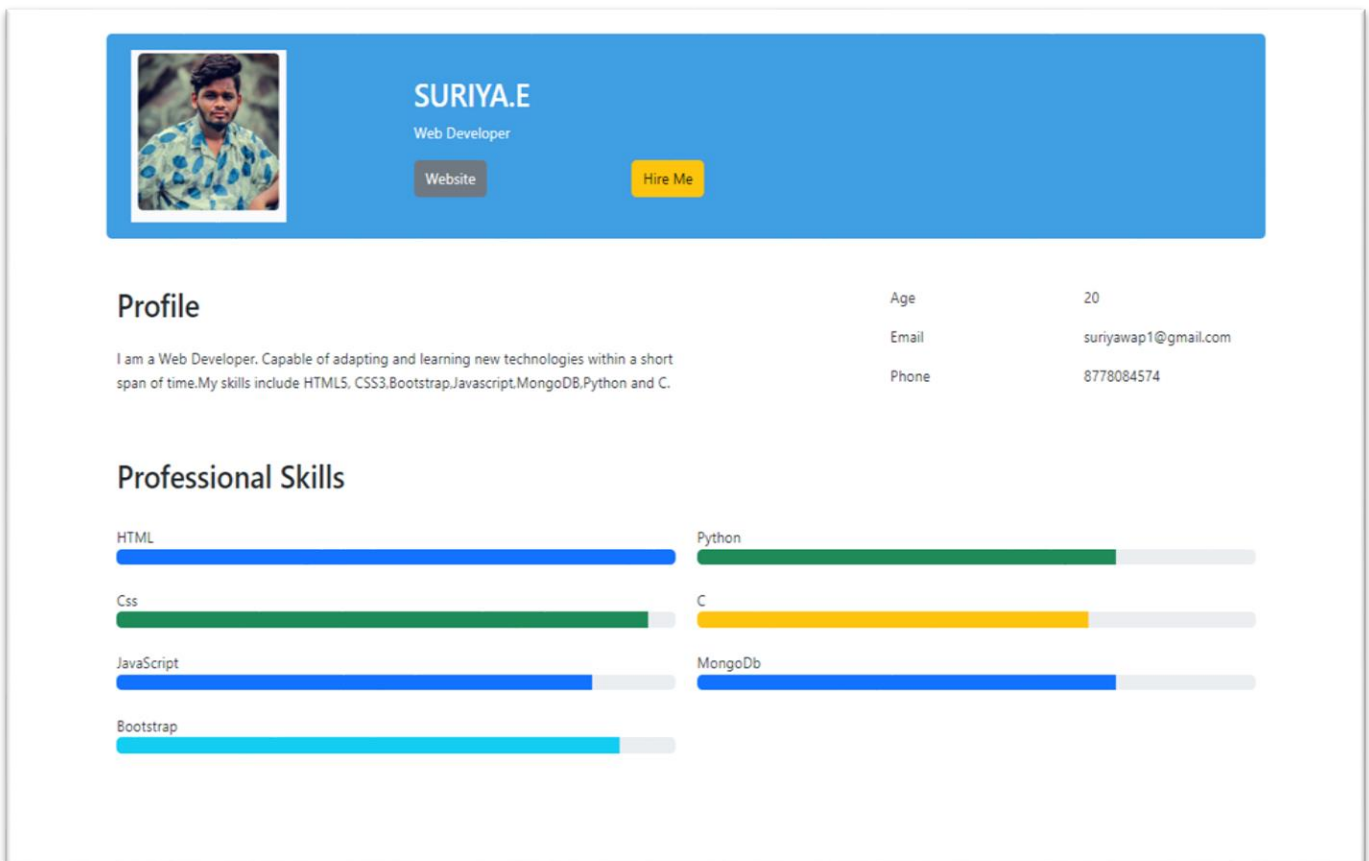 SURIYA.E
Web Developer
Website
Hire Me
Profile
I am a Web Developer. Capable of adapting and learning new technologies within a short
span of time.My skills include HTML5, CSS3,Bootstrap,Javascript,MongoDB,Python and C.
Age 20
Email suriyawap1@gmail.com
Phone 8778084574
Professional Skills
HTML
Python
Css
C
JavaScript
MongoDb
Bootstrap